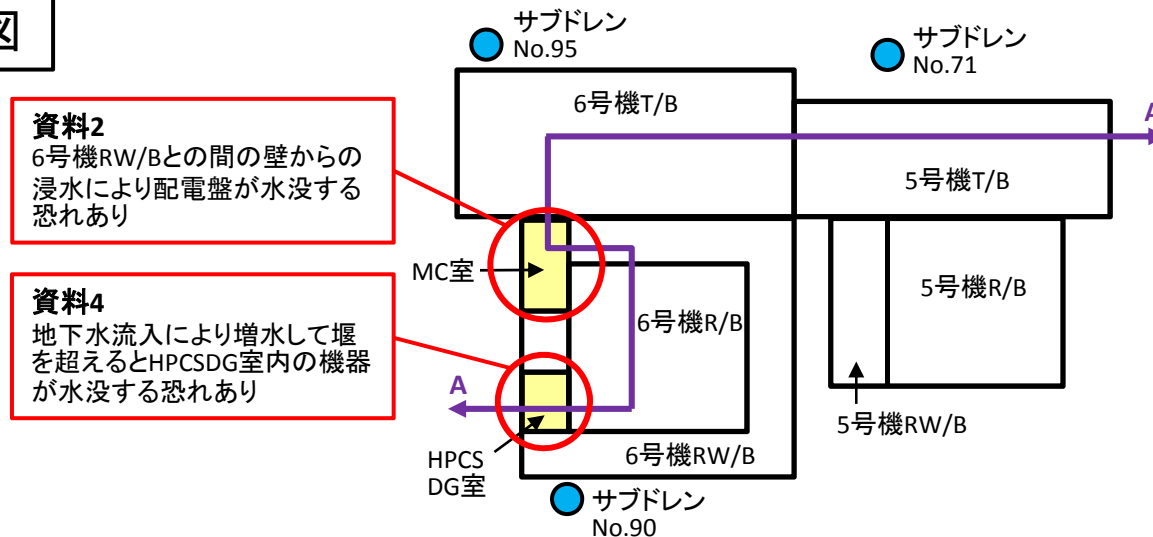 図
サブドレン
No.95
サブドレン
No.71
6号機T/B
A
5号機T/B
資料2
6号機RW/Bとの間の壁からの
浸水により配電盤が水没する
恐れあり
MC室
5号機R/B
資料4
地下水流入により増水して堰
を超えるとHPCSDG室内の機器
が水没する恐れあり
6号機R/B
A
5号機RW/B
HPCS
DG室
6号機RW/B
サブドレン
No.90